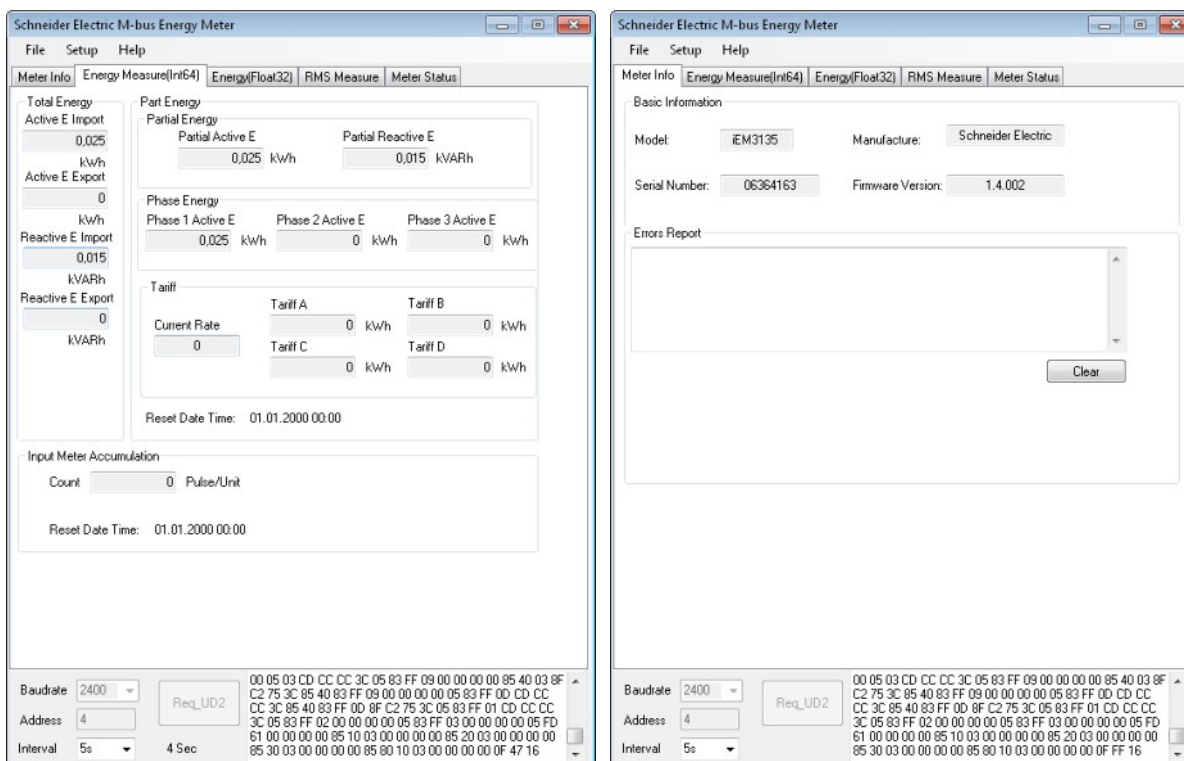 Schneider Electric M-bus Energy Meter
File Setup Help
Meter Info Energy Measure(Int64) Energy(Float32) RMS Measure Meter Status
Total Energy
Active E Import
0,025
kWh
Active E Export
0
kWh
Reactive E Import
0,015
kVARh
Reactive E Export
0
kVARh
Part Energy
Partial Energy
Partial Active E Partial Reactive E
0,025 kWh 0,015 kVARh
Phase Energy
Phase 1 Active E Phase 2 Active E Phase 3 Active E
0,025 kWh 0 kWh 0 kWh
Tariff
Tariff A Tariff B
Current Rate 0 kWh 0 kWh
0 Tariff C Tariff D
0 kWh 0 kWh
Reset Date Time: 01.01.2000 00:00
Input Meter Accumulation
Count 0 Pulse/Unit
Reset Date Time: 01.01.2000 00:00
Baudrate 2400
Address 4
Interval 5s
Req_UD2
4 Sec
00 05 03 CD CC CC 3C 05 83 FF 09 00 00 00 00 85 40 03 8F
C2 75 3C 85 40 83 FF 09 00 00 00 00 05 83 FF 0D CD CC
CC 3C 85 40 83 FF 0D 8F C2 75 3C 05 83 FF 01 CD CC CC
3C 05 83 FF 02 00 00 00 00 05 83 FF 03 00 00 00 00 05 FD
61 00 00 00 00 85 10 03 00 00 00 00 85 20 03 00 00 00 00
85 30 03 00 00 00 00 85 80 10 03 00 00 00 00 0F 47 16
Schneider Electric M-bus Energy Meter
File Setup Help
Meter Info Energy Measure(Int64) Energy(Float32) RMS Measure Meter Status
Basic Information
Model: iEM3135 Manufacture: Schneider Electric
Serial Number: 06364163 Firmware Version: 1.4.002
Errors Report
Clear
Baudrate 2400
Address 4
Interval 5s
Req_UD2
00 05 03 CD CC CC 3C 05 83 FF 09 00 00 00 00 85 40 03 8F
C2 75 3C 85 40 83 FF 09 00 00 00 00 05 83 FF 0D CD CC
CC 3C 85 40 83 FF 0D 8F C2 75 3C 05 83 FF 01 CD CC CC
3C 05 83 FF 02 00 00 00 00 05 83 FF 03 00 00 00 00 05 FD
61 00 00 00 00 85 10 03 00 00 00 00 85 20 03 00 00 00 00
85 30 03 00 00 00 00 85 80 10 03 00 00 00 00 0F FF 16